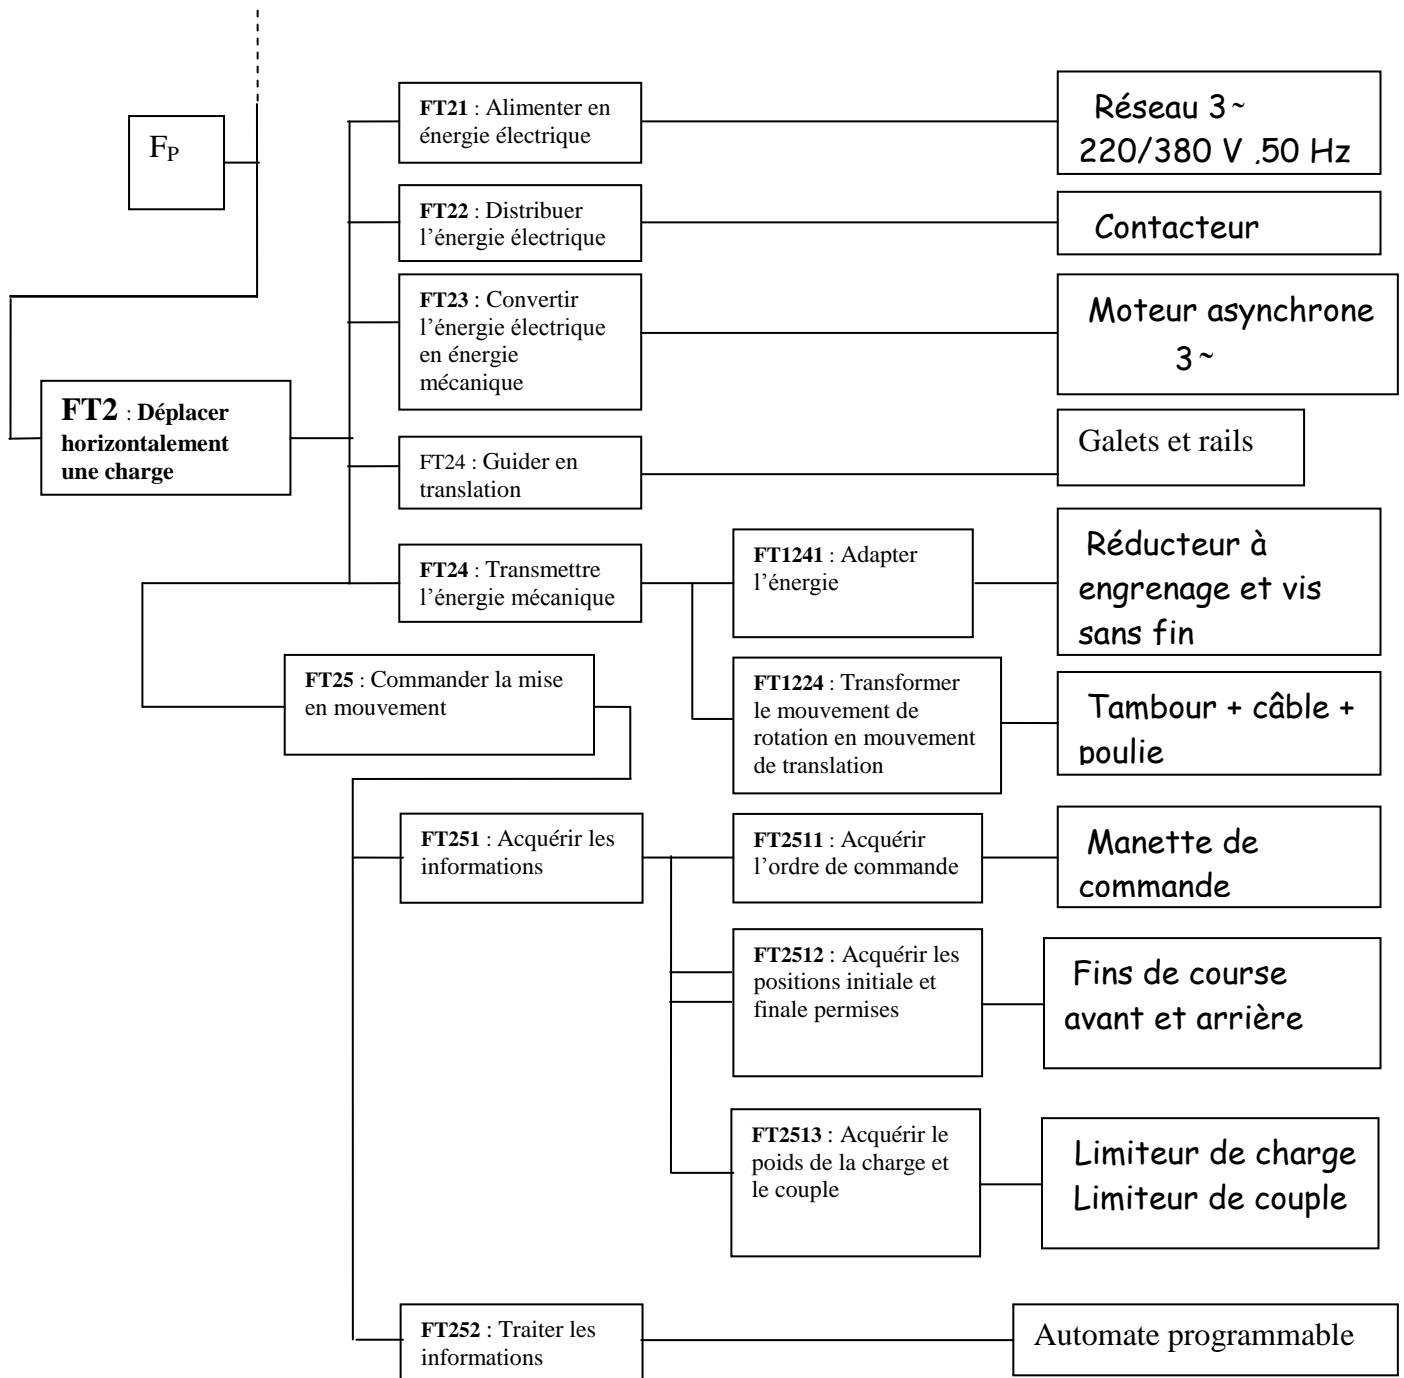 F_P
FT21 : Alimenter en
énergie électrique
Réseau 3~
220/380 V ,50 Hz
FT22 : Distribuer
l’énergie électrique
Contacteur
FT23 : Convertir
l’énergie électrique
en énergie
mécanique
Moteur asynchrone
3~
FT2 : Déplacer
horizontalement
une charge
FT24 : Guider en
translation
Galets et rails
FT24 : Transmettre
l’énergie mécanique
FT1241 : Adapter
l’énergie
Réducteur à
engrenage et vis
sans fin
FT25 : Commander la mise
en mouvement
FT1224 : Transformer
le mouvement de
rotation en mouvement
de translation
Tambour + câble +
poulie
FT251 : Acquérir les
informations
FT2511 : Acquérir
l’ordre de commande
Manette de
commande
FT2512 : Acquérir les
positions initiale et
finale permises
Fins de course
avant et arrière
FT2513 : Acquérir le
poids de la charge et
le couple
Limiteur de charge
Limiteur de couple
FT252 : Traiter les
informations
Automate programmable